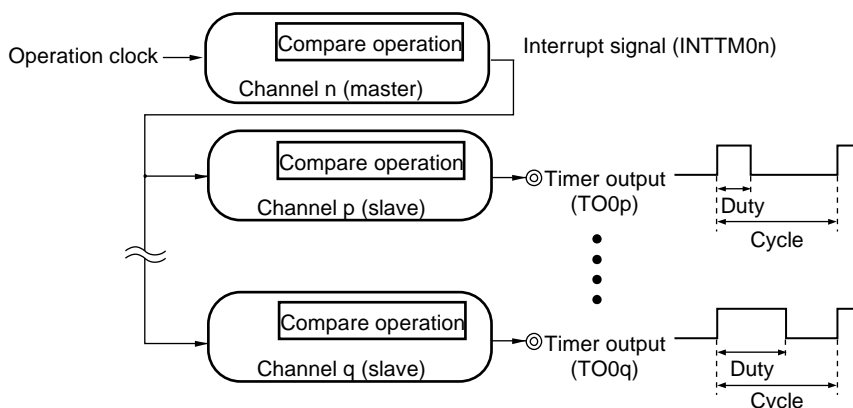 Compare operation
Operation clock
Interrupt signal (INTTM0n)
Channel n (master)
Compare operation
Timer output
(TO0p)
Channel p (slave)
Duty
Cycle
Compare operation
Timer output
(TO0q)
Channel q (slave)
Duty
Cycle